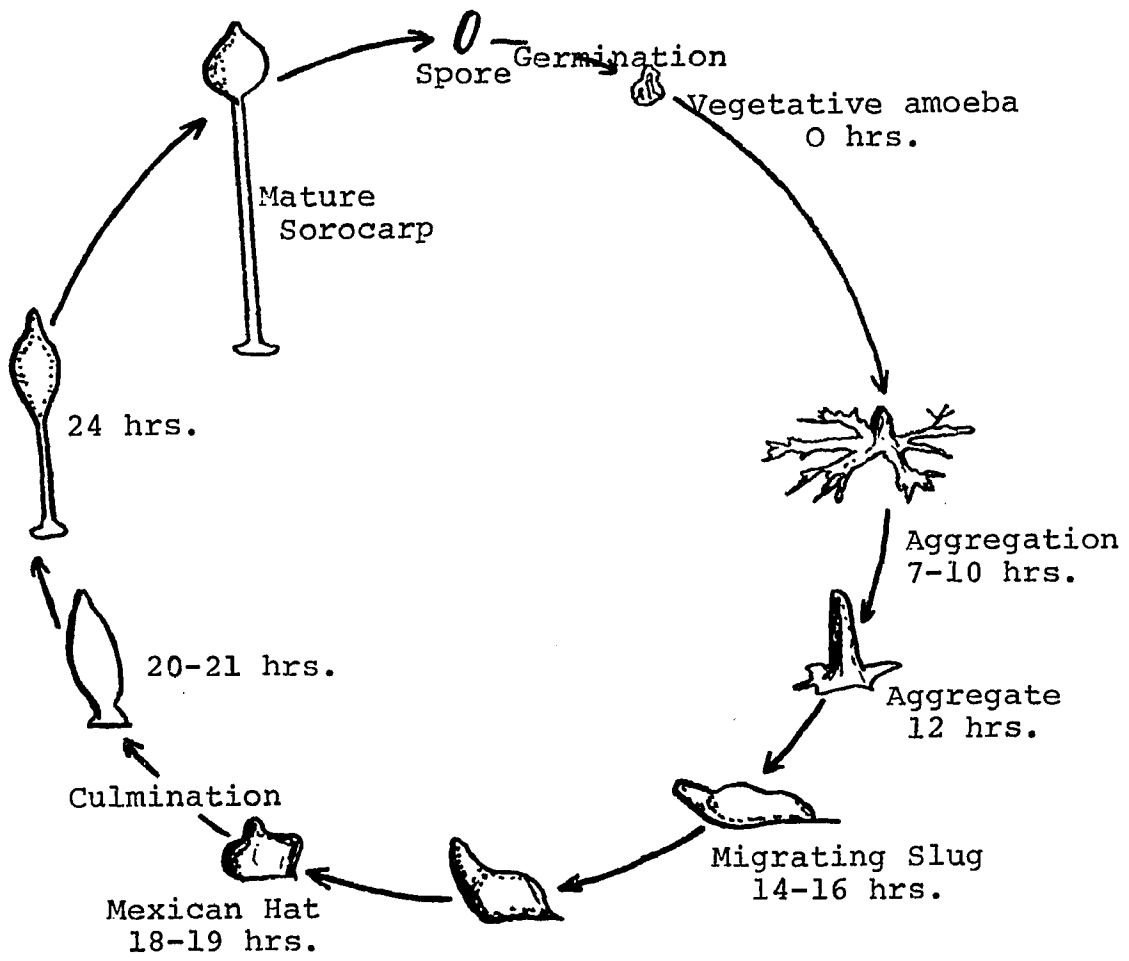 Spore
Germination
Vegetative amoeba
0 hrs.
Mature
Sorocarp
24 hrs.
Aggregation
7-10 hrs.
Aggregate
12 hrs.
20-21 hrs.
Culmination
Migrating Slug
14-16 hrs.
Mexican Hat
18-19 hrs.